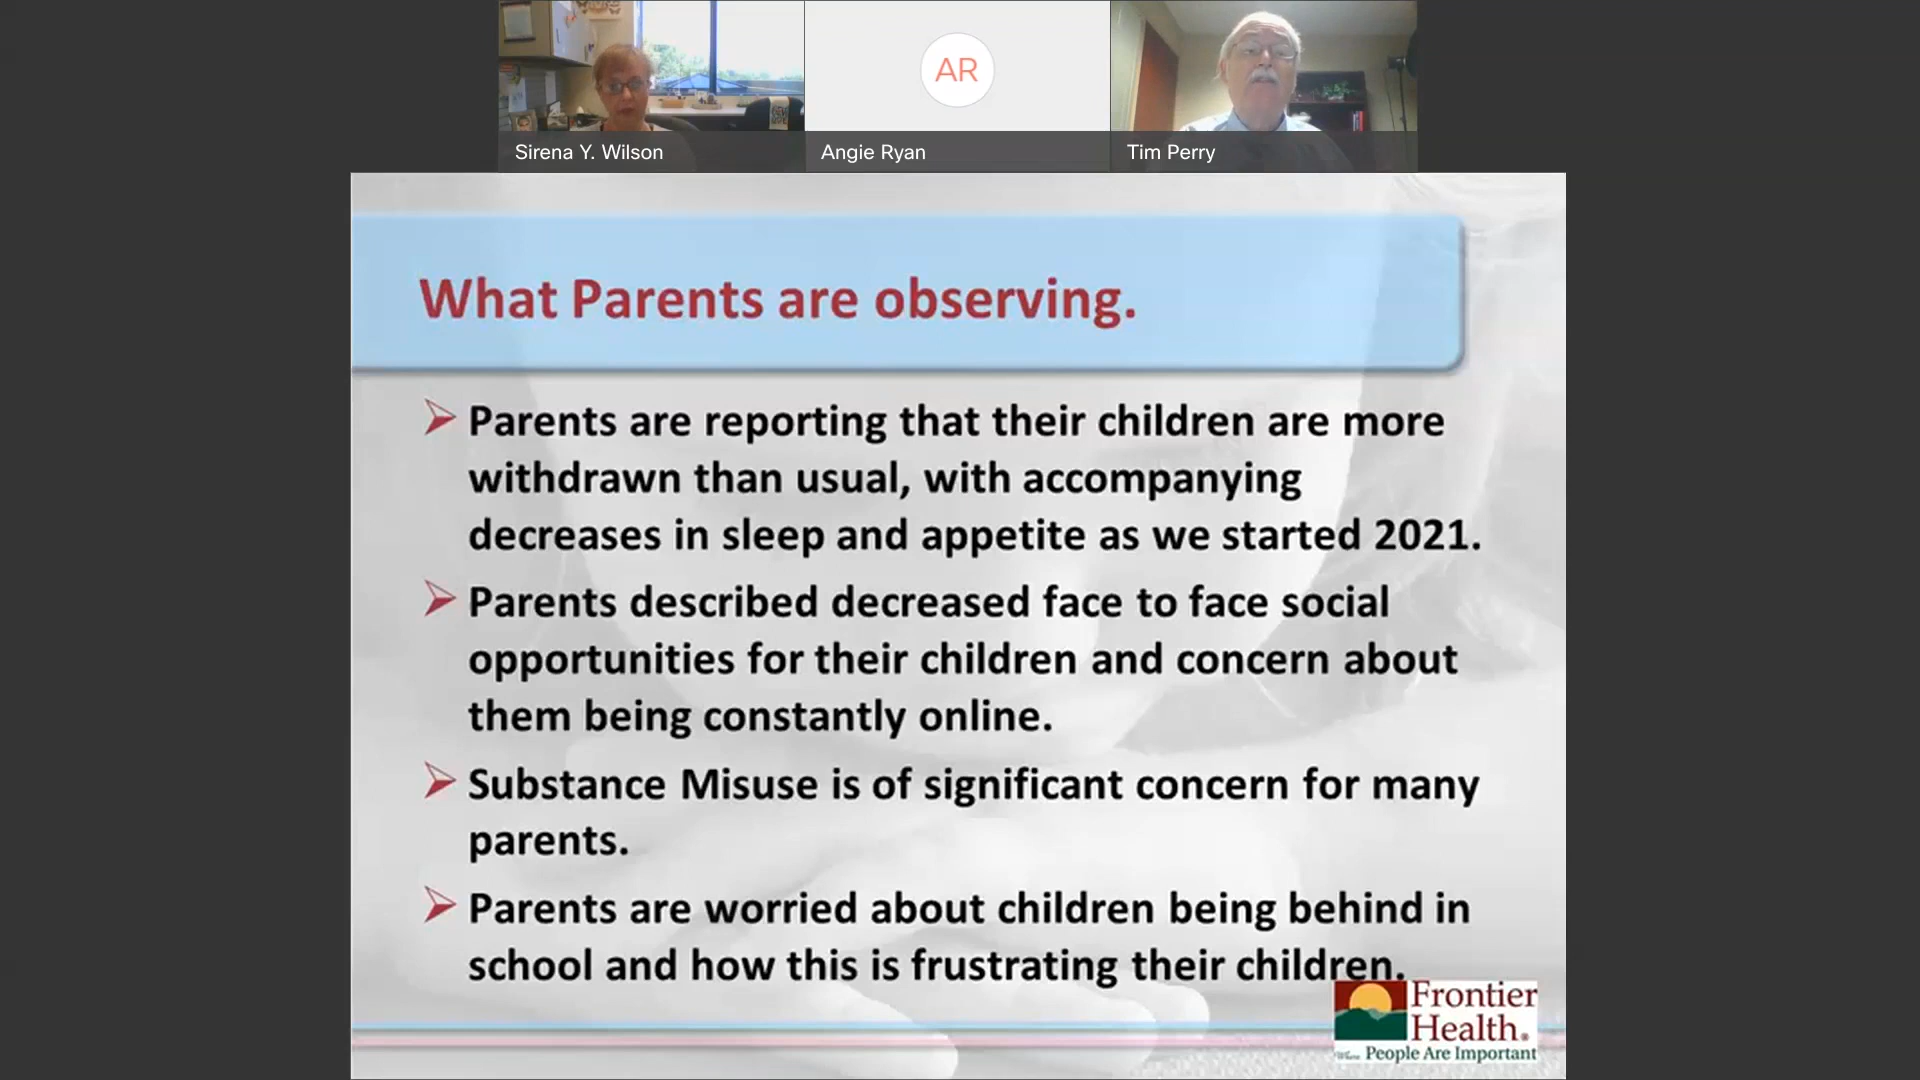 AR
Sirena Y. Wilson
Angie Ryan
Tim Perry
What Parents are observing.
Parents are reporting that their children are more
withdrawn than usual, with accompanying
decreases in sleep and appetite as we started 2021.
Parents described decreased face to face social
opportunities for their children and concern about
them being constantly online.
Substance Misuse is of significant concern for many
parents.
Parents are worried about children being behind in
school and how this is frustrating their children.
Frontier
Health®
Where People Are Important